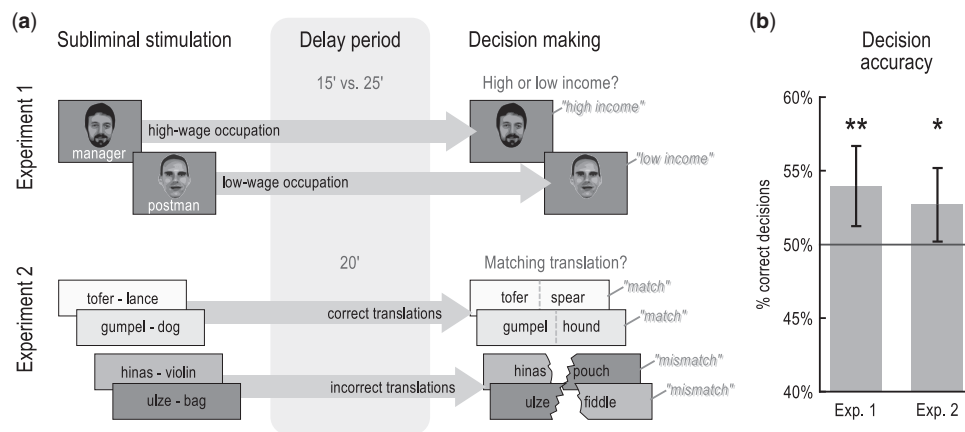 (a)
Subliminal stimulation
Delay period
Decision making
Experiment 1
15' vs. 25'
High or low income?
manager
high-wage occupation
"high income"
postman
low-wage occupation
"low income"
Experiment 2
20'
Matching translation?
tofer - lance
gumpel - dog
correct translations
tofer spear
"match"
gumpel hound
"match"
hinas - violin
ulze - bag
incorrect translations
hinas pouch
"mismatch"
ulze fiddle
"mismatch"
(b)
Decision
accuracy
% correct decisions
60%
55%
50%
45%
40%
**
*
Exp. 1
Exp. 2